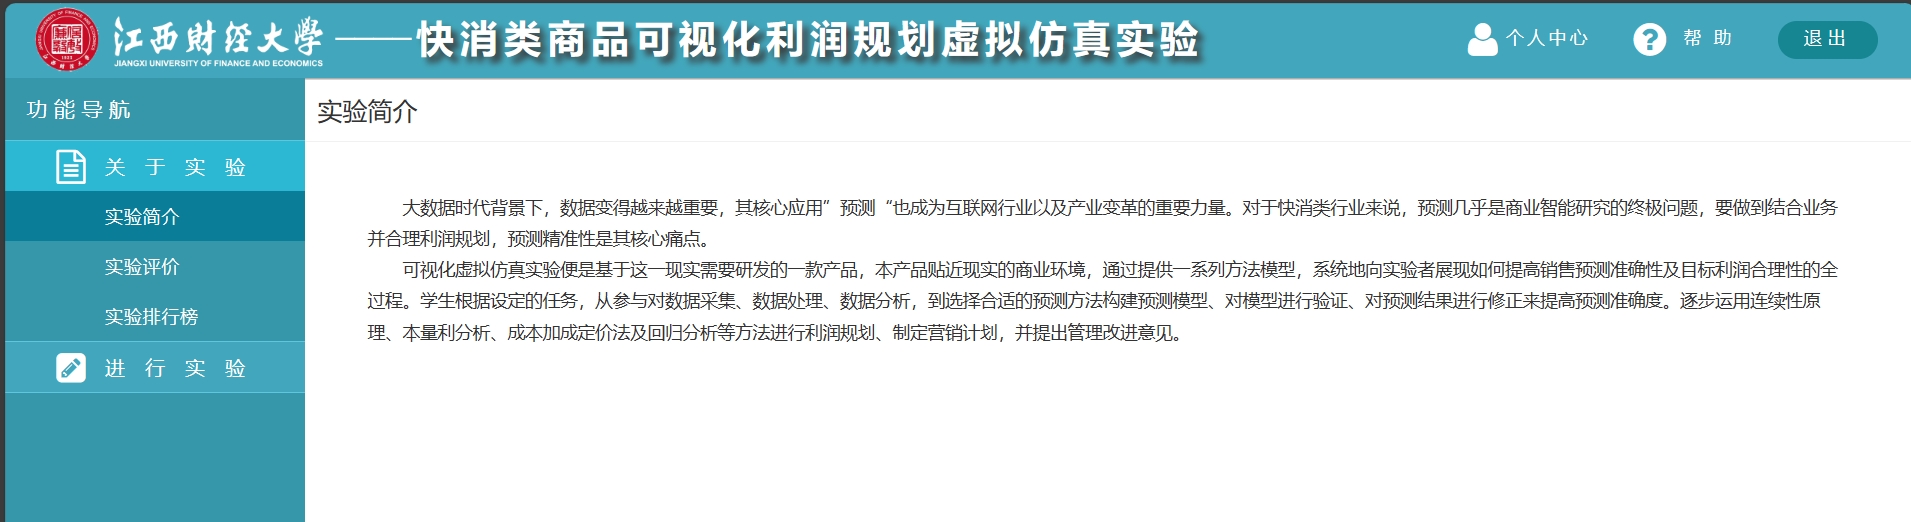 江西财经大学
JIANGXI UNIVERSITY OF FINANCE AND ECONOMICS
——快消类商品可视化利润规划虚拟仿真实验
个人中心
帮 助
退 出
功能导航
关 于 实 验
实验简介
实验评价
实验排行榜
进 行 实 验
实验简介
大数据时代背景下，数据变得越来越重要，其核心应用”预测“也成为互联网行业以及产业变革的重要力量。对于快消类行业来说，预测几乎是商业智能研究的终极问题，要做到结合业务
并合理利润规划，预测精准性是其核心痛点。
可视化虚拟仿真实验便是基于这一现实需要研发的一款产品，本产品贴近现实的商业环境，通过提供一系列方法模型，系统地向实验者展现如何提高销售预测准确性及目标利润合理性的全
过程。学生根据设定的任务，从参与对数据采集、数据处理、数据分析，到选择合适的预测方法构建预测模型、对模型进行验证、对预测结果进行修正来提高预测准确度。逐步运用连续性原
理、本量利分析、成本加成定价法及回归分析等方法进行利润规划、制定营销计划，并提出管理改进意见。